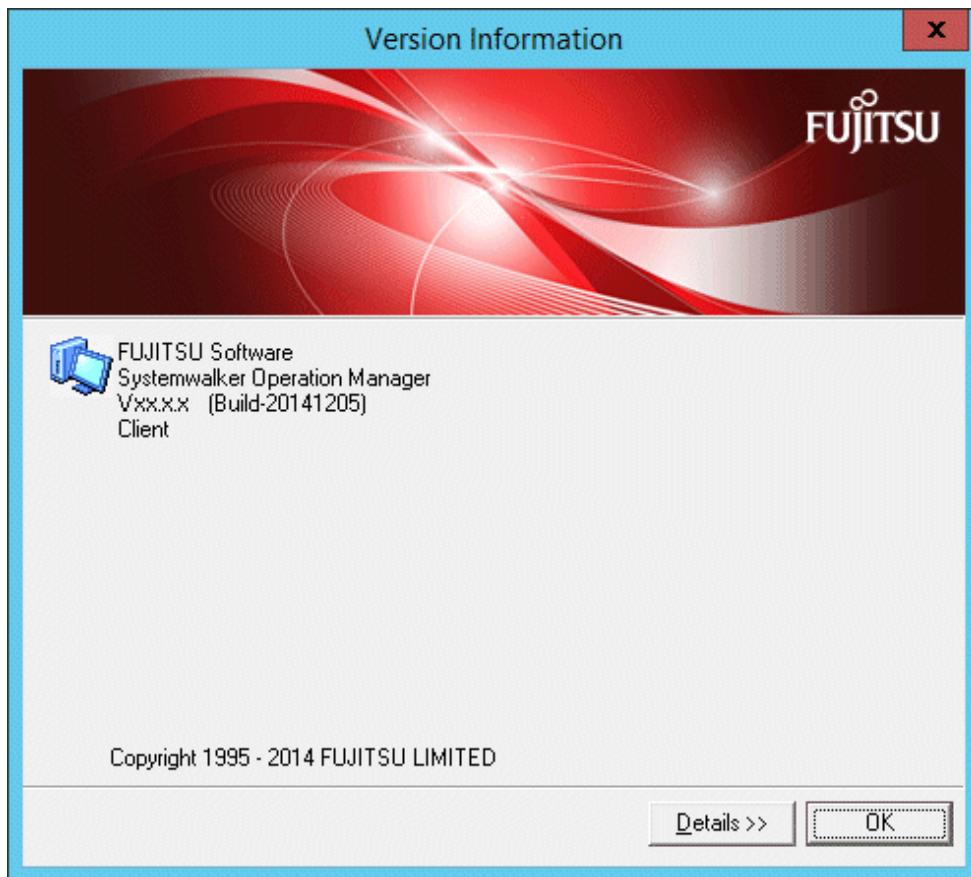 Version Information
x
FUJITSU
FUJITSU Software
Systemwalker Operation Manager
Vxx.x.x (Build-20141205)
Client
Copyright 1995 - 2014 FUJITSU LIMITED
Details >>
OK